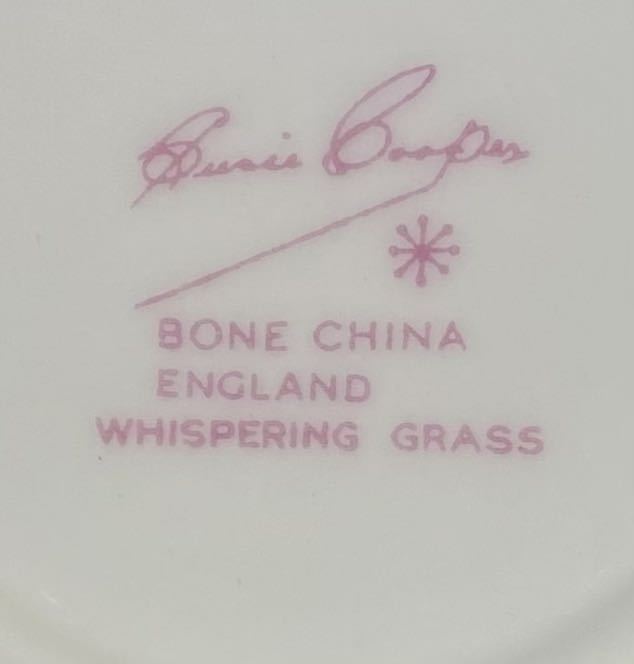 Susie Cooper
BONE CHINA
ENGLAND
WHISPERING GRASS